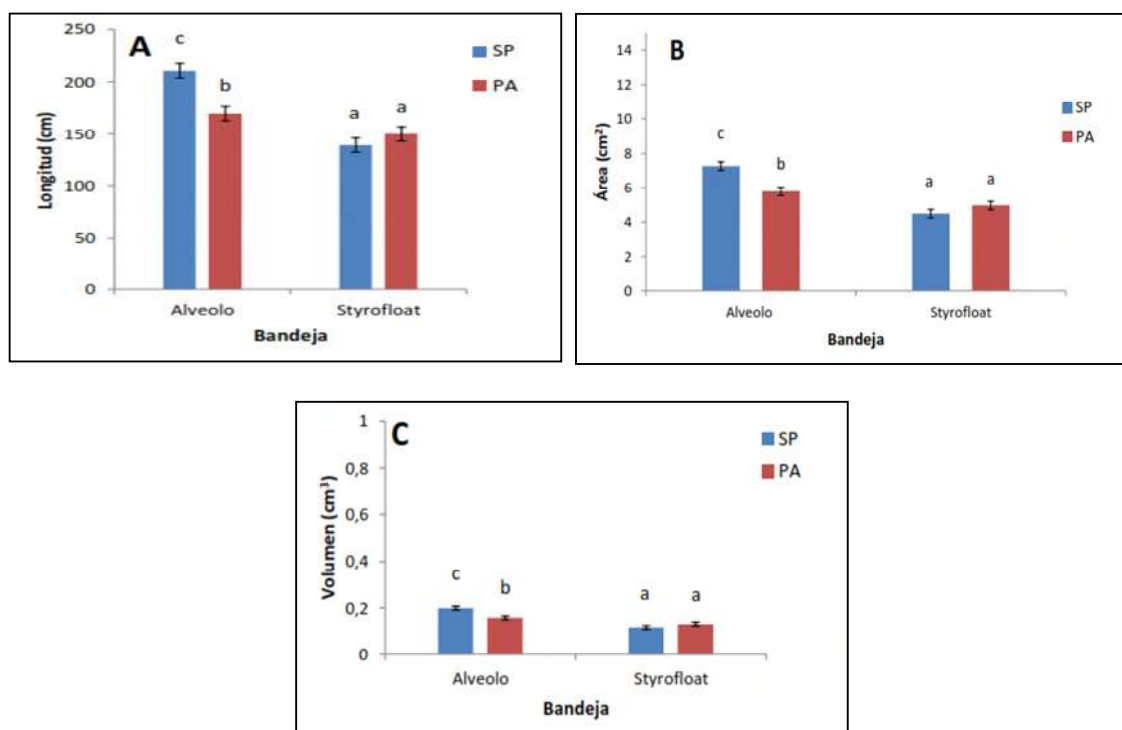 A
250
200
150
100
50
0
Longitud (cm)
c
b
a
a
SP
PA
Alveolo
Styrofloat
Bandeja
B
14
12
10
8
6
4
2
0
Área (cm²)
c
b
a
a
SP
PA
Alveolo
Styrofloat
Bandeja
C
1
0,8
0,6
0,4
0,2
0
Volumen (cm³)
c
b
a
a
SP
PA
Alveolo
Styrofloat
Bandeja